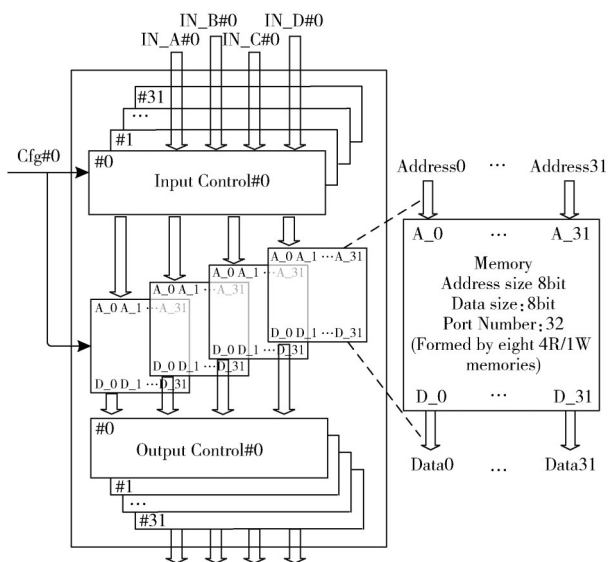 IN_B#0 IN_D#0
IN_A#0 IN_C#0
#31
...
#1
Cfg#0
#0
Input Control#0
A_0 A_1 ...A_31
A_0 A_1 ...A_31
A_0 A_1 ...A_31
A_0 A_1 ...A_31
D_0 D_1 ...D_31
D_0 D_1 ...D_31
D_0 D_1 ...D_31
D_0 D_1 ...D_31
#0
Output Control#0
#1
...
#31
Address0 ... Address31
A_0 ... A_31
Memory
Address size 8bit
Data size:8bit
Port Number:32
(Formed by eight 4R/1W
memories)
D_0 ... D_31
Data0 ... Data31